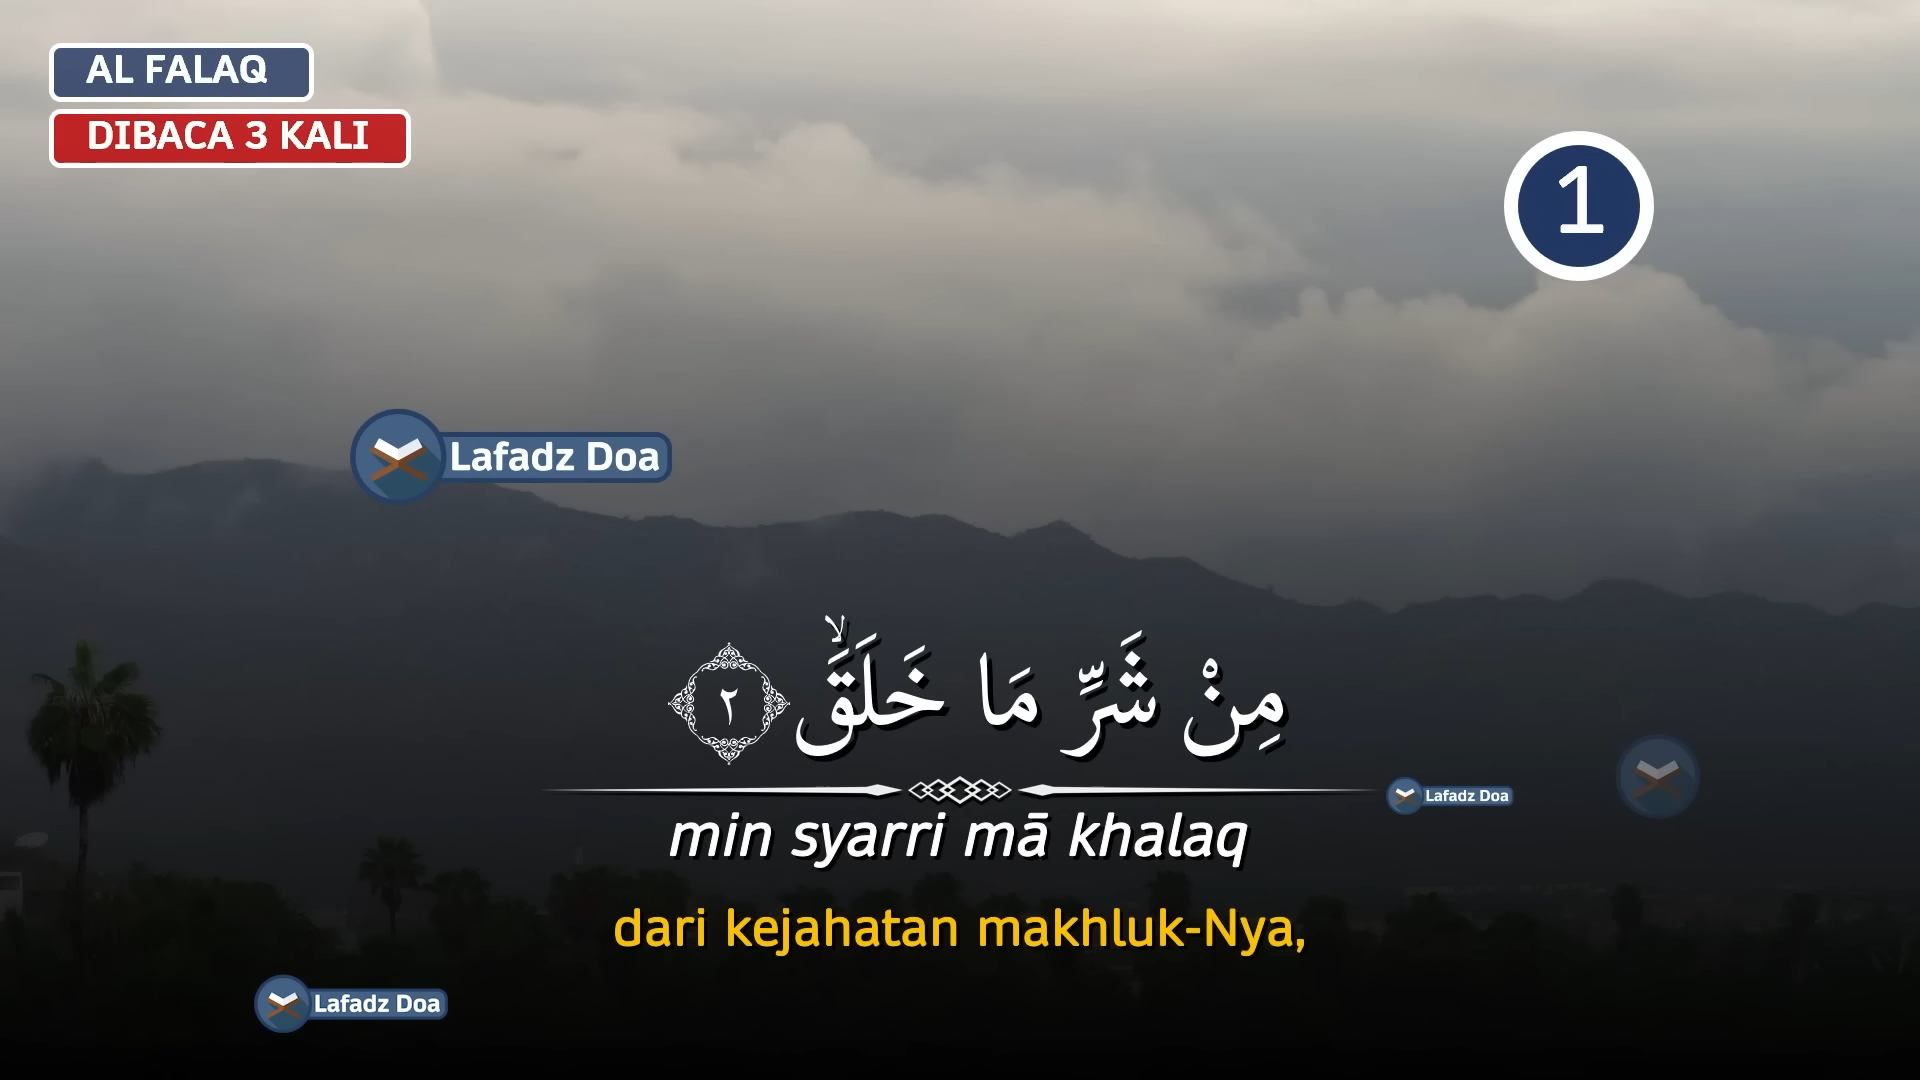 AL FALAQ
DIBACA 3 KALI
1
Lafadz Doa
مِنْ شَرِّ مَا خَلَقَۙ ٢
Lafadz Doa
min syarri mā khalaq
dari kejahatan makhluk-Nya,
Lafadz Doa